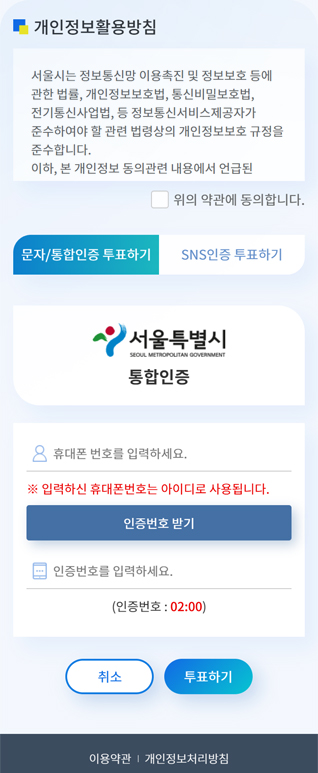 개인정보활용방침
서울시는 정보통신망 이용촉진 및 정보보호 등에
관한 법률, 개인정보보호법, 통신비밀보호법,
전기통신사업법, 등 정보통신서비스제공자가
준수하여야 할 관련 법령상의 개인정보보호 규정을
준수합니다.
이하, 본 개인정보 동의관련 내용에서 언급된
위의 약관에 동의합니다.
문자/통합인증 투표하기
SNS인증 투표하기
서울특별시
SEOUL METROPOLITAN GOVERNMENT
통합인증
휴대폰 번호를 입력하세요.
※ 입력하신 휴대폰번호는 아이디로 사용됩니다.
인증번호 받기
인증번호를 입력하세요.
(인증번호 : 02:00)
취소
투표하기
이용약관 | 개인정보처리방침